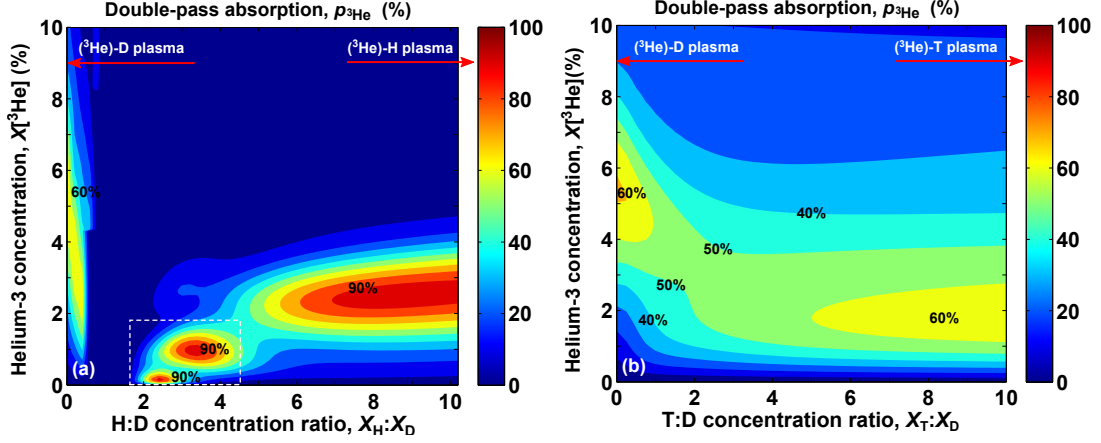 Double-pass absorption, p³He (%)
Helium-3 concentration, X[³He] (%)
10
8
6
4
2
0
(³He)-D plasma
(³He)-H plasma
60%
90%
90%
90%
(a)
0 2 4 6 8 10
H:D concentration ratio, XH:XD
100
80
60
40
20
0
Double-pass absorption, p³He (%)
Helium-3 concentration, X[³He](%)
10
8
6
4
2
0
(³He)-D plasma
(³He)-T plasma
60%
40%
50%
50%
40%
60%
(b)
0 2 4 6 8 10
T:D concentration ratio, XT:XD
100
80
60
40
20
0